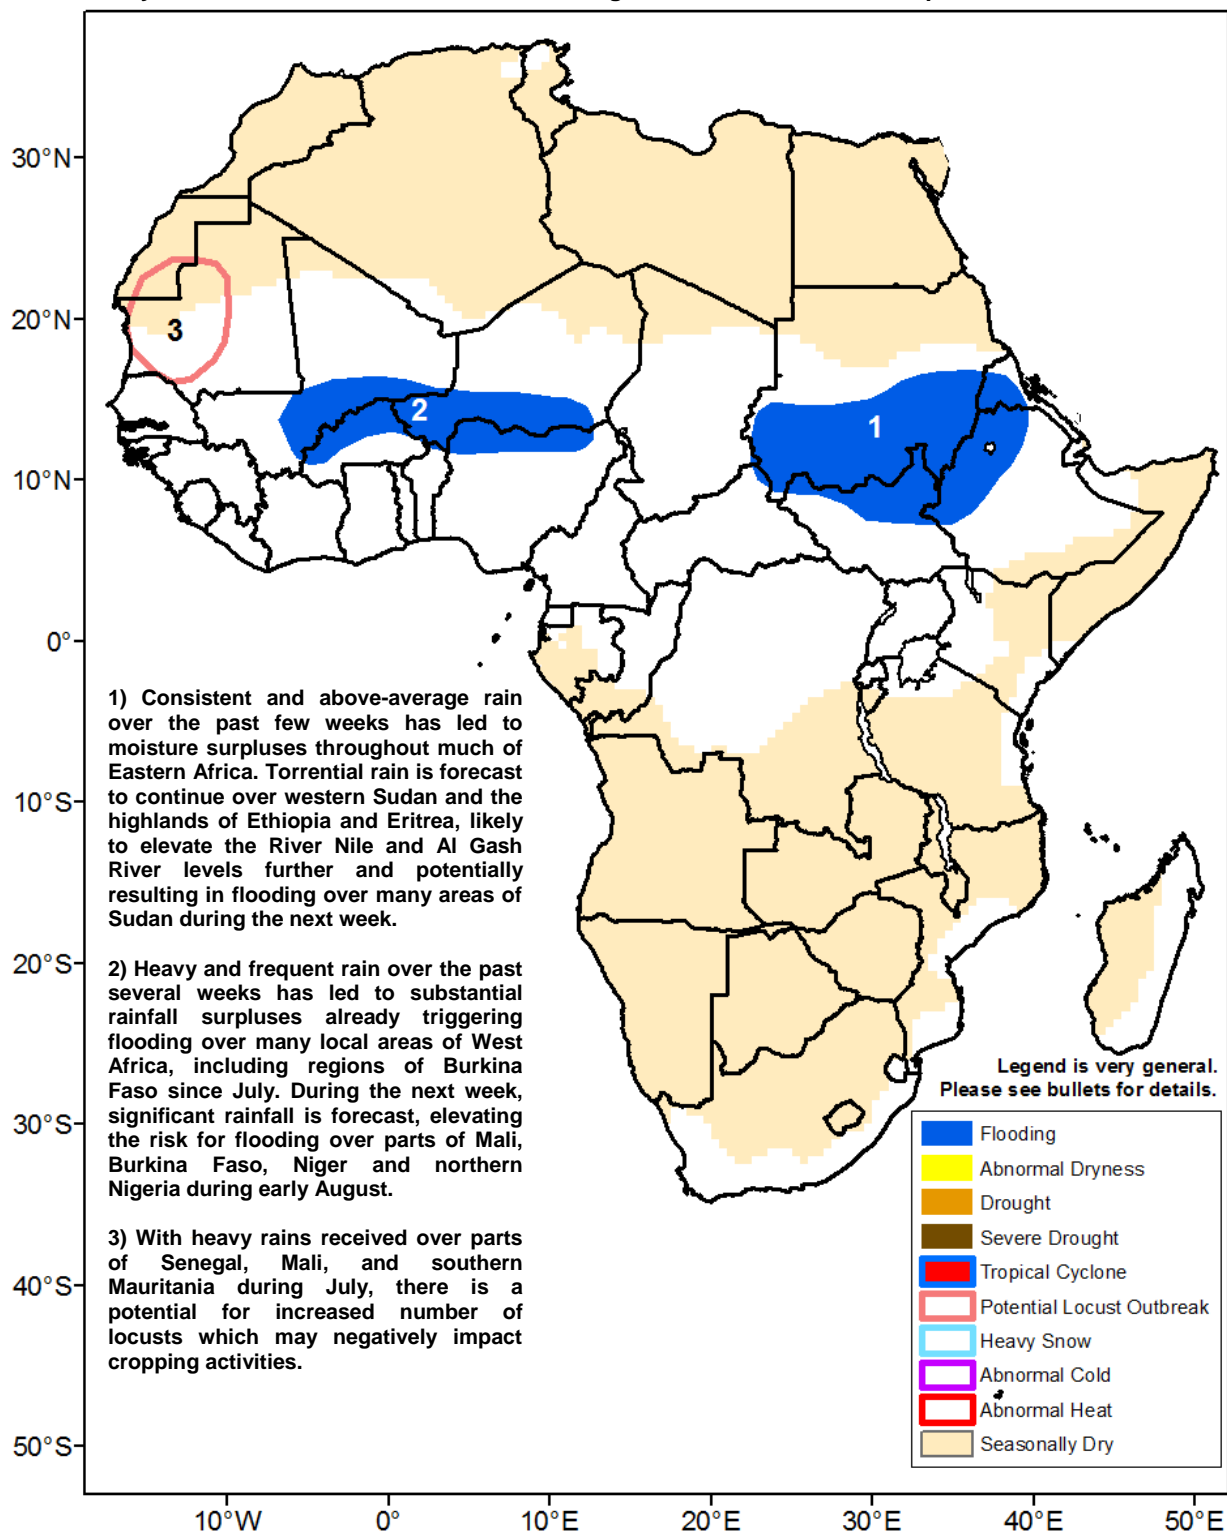 30°N
20°N
10°N
0°
10°S
20°S
30°S
40°S
50°S
10°W
0°
10°E
20°E
30°E
40°E
50°E
3
2
1
1) Consistent and above-average rain
over the past few weeks has led to
moisture surpluses throughout much of
Eastern Africa. Torrential rain is forecast
to continue over western Sudan and the
highlands of Ethiopia and Eritrea, likely
to elevate the River Nile and Al Gash
River levels further and potentially
resulting in flooding over many areas of
Sudan during the next week.
2) Heavy and frequent rain over the past
several weeks has led to substantial
rainfall surpluses already triggering
flooding over many local areas of West
Africa, including regions of Burkina
Faso since July. During the next week,
significant rainfall is forecast, elevating
the risk for flooding over parts of Mali,
Burkina Faso, Niger and northern
Nigeria during early August.
3) With heavy rains received over parts
of Senegal, Mali, and southern
Mauritania during July, there is a
potential for increased number of
locusts which may negatively impact
cropping activities.
Legend is very general.
Please see bullets for details.
Flooding
Abnormal Dryness
Drought
Severe Drought
Tropical Cyclone
Potential Locust Outbreak
Heavy Snow
Abnormal Cold
Abnormal Heat
Seasonally Dry